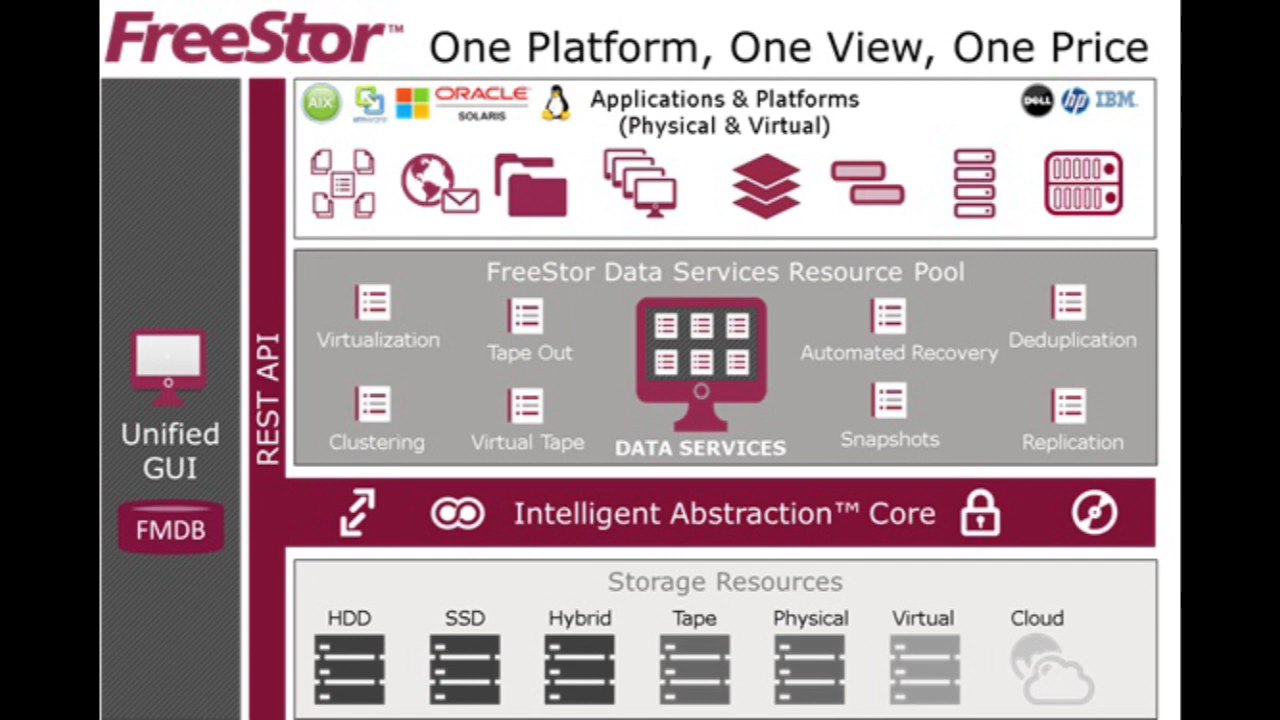 FreeStor™
One Platform, One View, One Price
AIX
vmware
ORACLE
SOLARIS
Applications & Platforms
(Physical & Virtual)
DELL
hp
IBM
REST API
FreeStor Data Services Resource Pool
Virtualization
Tape Out
Automated Recovery
Deduplication
Clustering
Virtual Tape
DATA SERVICES
Snapshots
Replication
Unified
GUI
FMDB
Intelligent Abstraction™ Core
Storage Resources
HDD
SSD
Hybrid
Tape
Physical
Virtual
Cloud